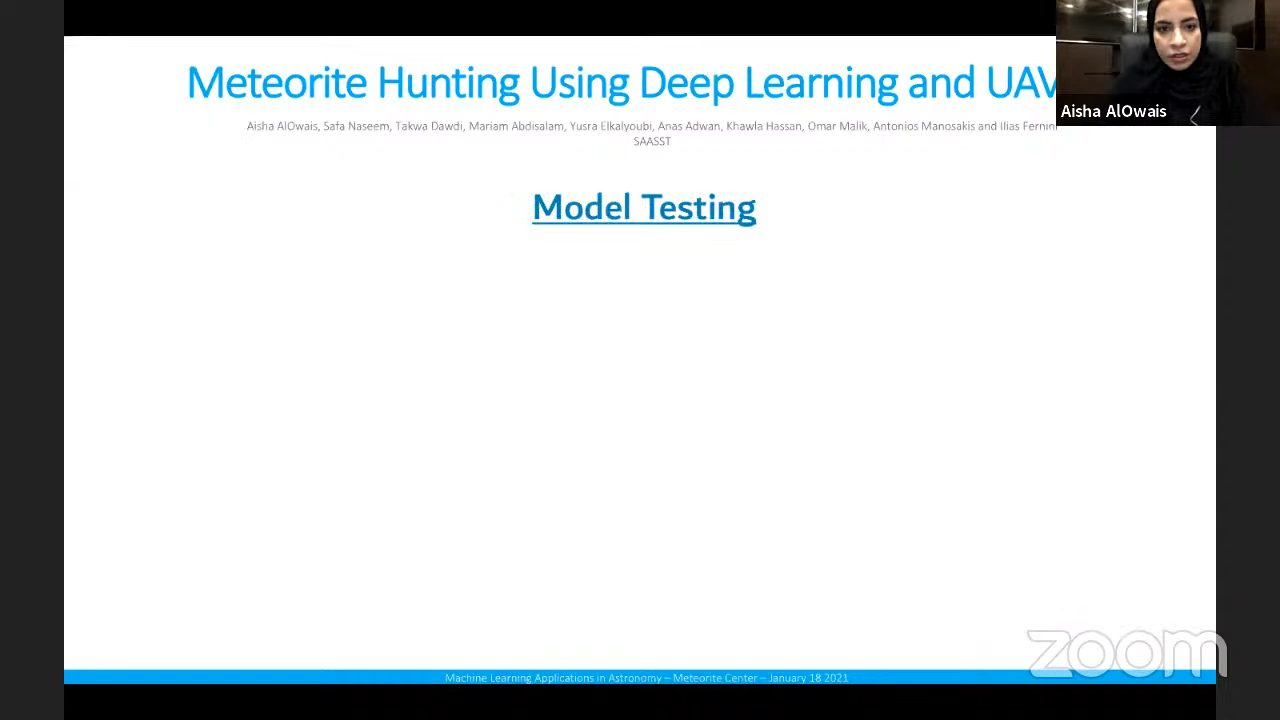 Meteorite Hunting Using Deep Learning and UAV
Aisha AlOwais
Aisha AlOwais, Safa Naseem, Takwa Dawdi, Mariam Abdisalam, Yusra Elkalyoubi, Anas Adwan, Khawla Hassan, Omar Malik, Antonios Manosakis and Ilias Fernini
SAASST
Model Testing
zoom
Machine Learning Applications in Astronomy – Meteorite Center – January 18 2021